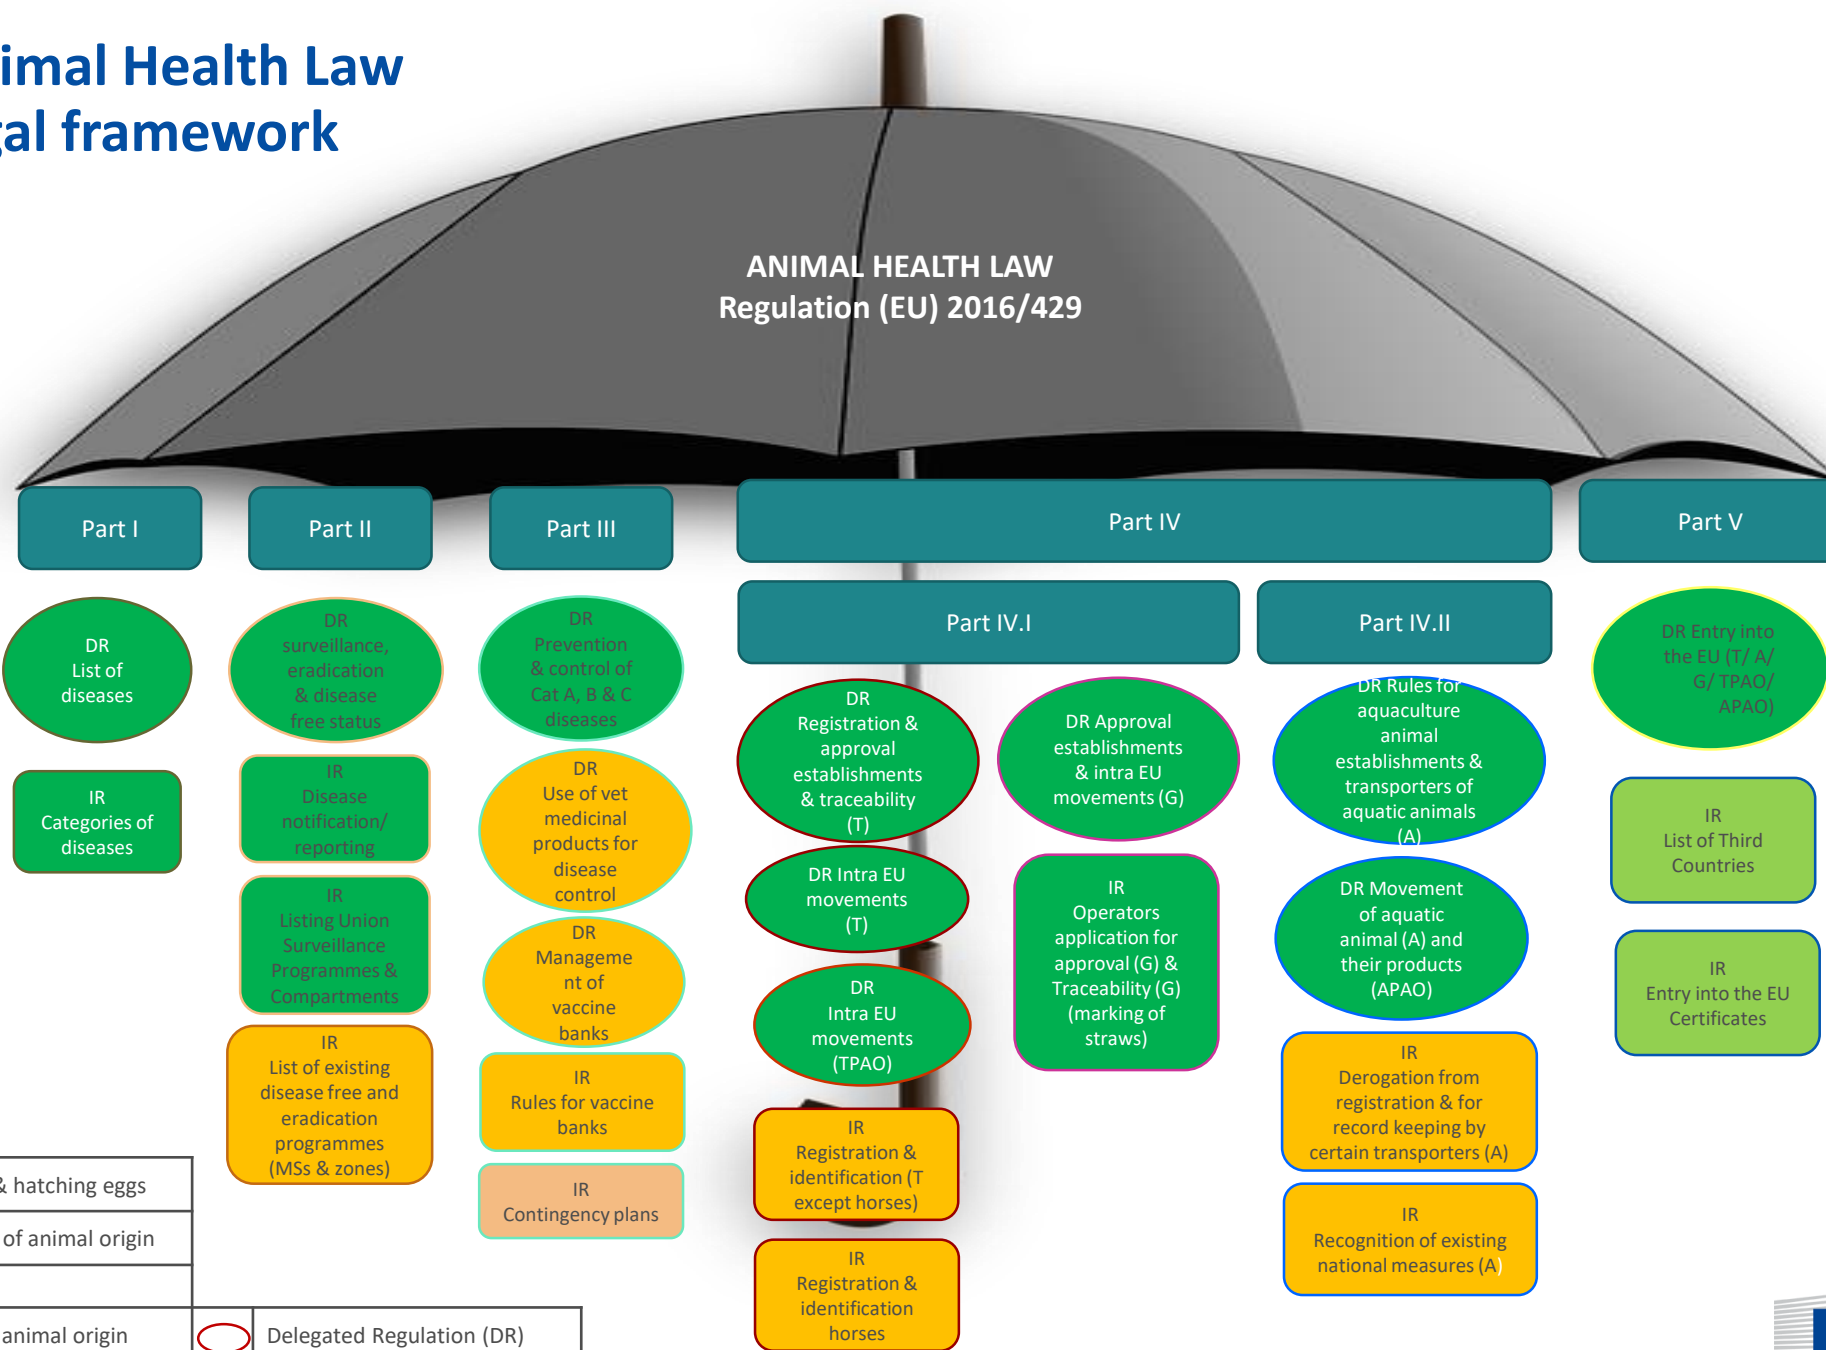 imal Health Law
gal framework
ANIMAL HEALTH LAW
Regulation (EU) 2016/429
Part I
Part II
Part III
Part IV
Part V
Part IV.I
Part IV.II
DR
List of
diseases
IR
Categories of
diseases
DR
surveillance,
eradication
& disease
free status
IR
Disease
notification/
reporting
IR
Listing Union
Surveillance
Programmes &
Compartments
IR
List of existing
disease free and
eradication
programmes
(MSs & zones)
DR
Prevention
& control of
Cat A, B & C
diseases
DR
Use of vet
medicinal
products for
disease
control
DR
Manageme
nt of
vaccine
banks
IR
Rules for vaccine
banks
IR
Contingency plans
DR
Registration &
approval
establishments
& traceability
(T)
DR Intra EU
movements
(T)
DR
Intra EU
movements
(TPAO)
IR
Registration &
identification (T
except horses)
IR
Registration &
identification
horses
DR Approval
establishments
& intra EU
movements (G)
IR
Operators
application for
approval (G) &
Traceability (G)
(marking of
straws)
DR Rules for
aquaculture
animal
establishments &
transporters of
aquatic animals
(A)
DR Movement
of aquatic
animal (A) and
their products
(APAO)
IR
Derogation from
registration & for
record keeping by
certain transporters (A)
IR
Recognition of existing
national measures (A)
DR Entry into
the EU (T/ A/
G/ TPAO/
APAO)
IR
List of Third
Countries
IR
Entry into the EU
Certificates
& hatching eggs
of animal origin
animal origin
Delegated Regulation (DR)